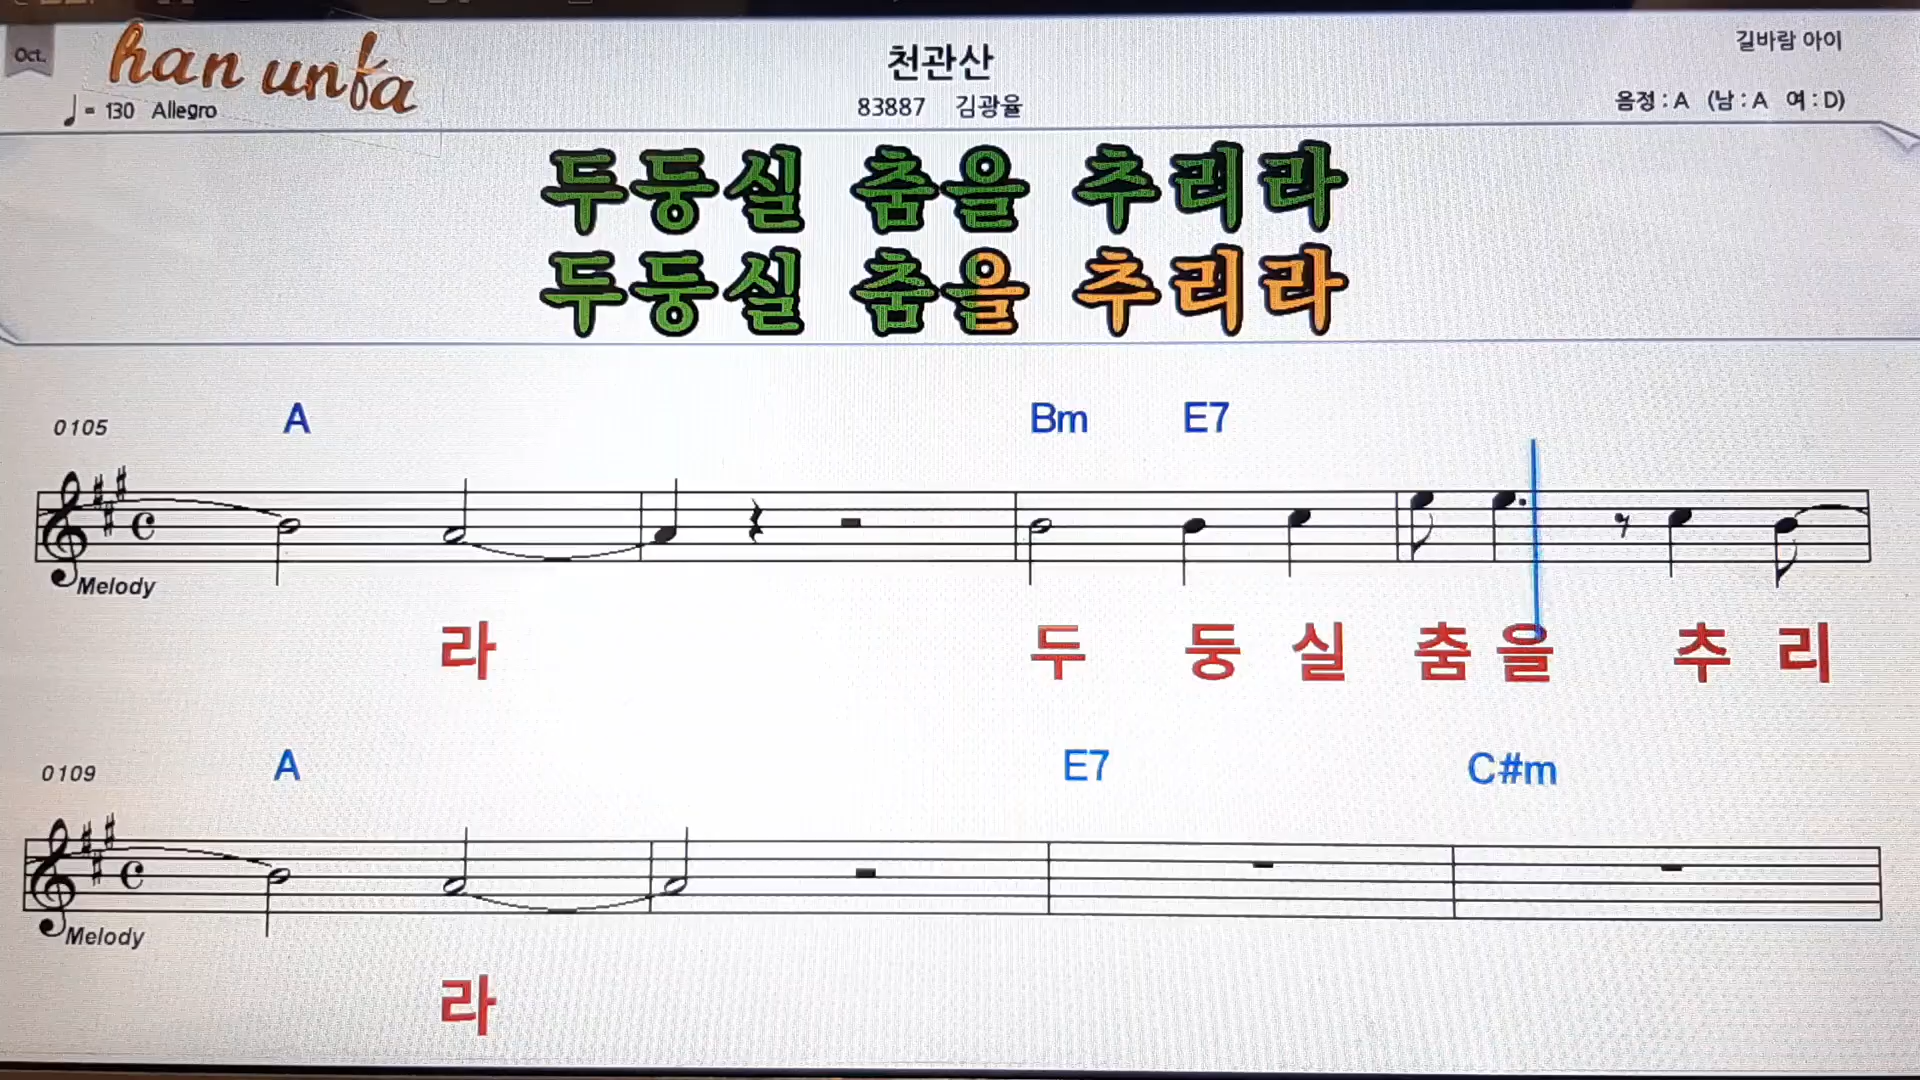 Oct.
han unfa
길바람 아이
천관산
♩= 130 Allegro
83887 김광율
음정 : A (남 : A 여 : D)
두둥실 춤을 추리라
두둥실 춤을 추리라
A Bm E7
0105
Melody
라 두 둥 실 춤 을 추 리
A E7 C#m
0109
Melody
라